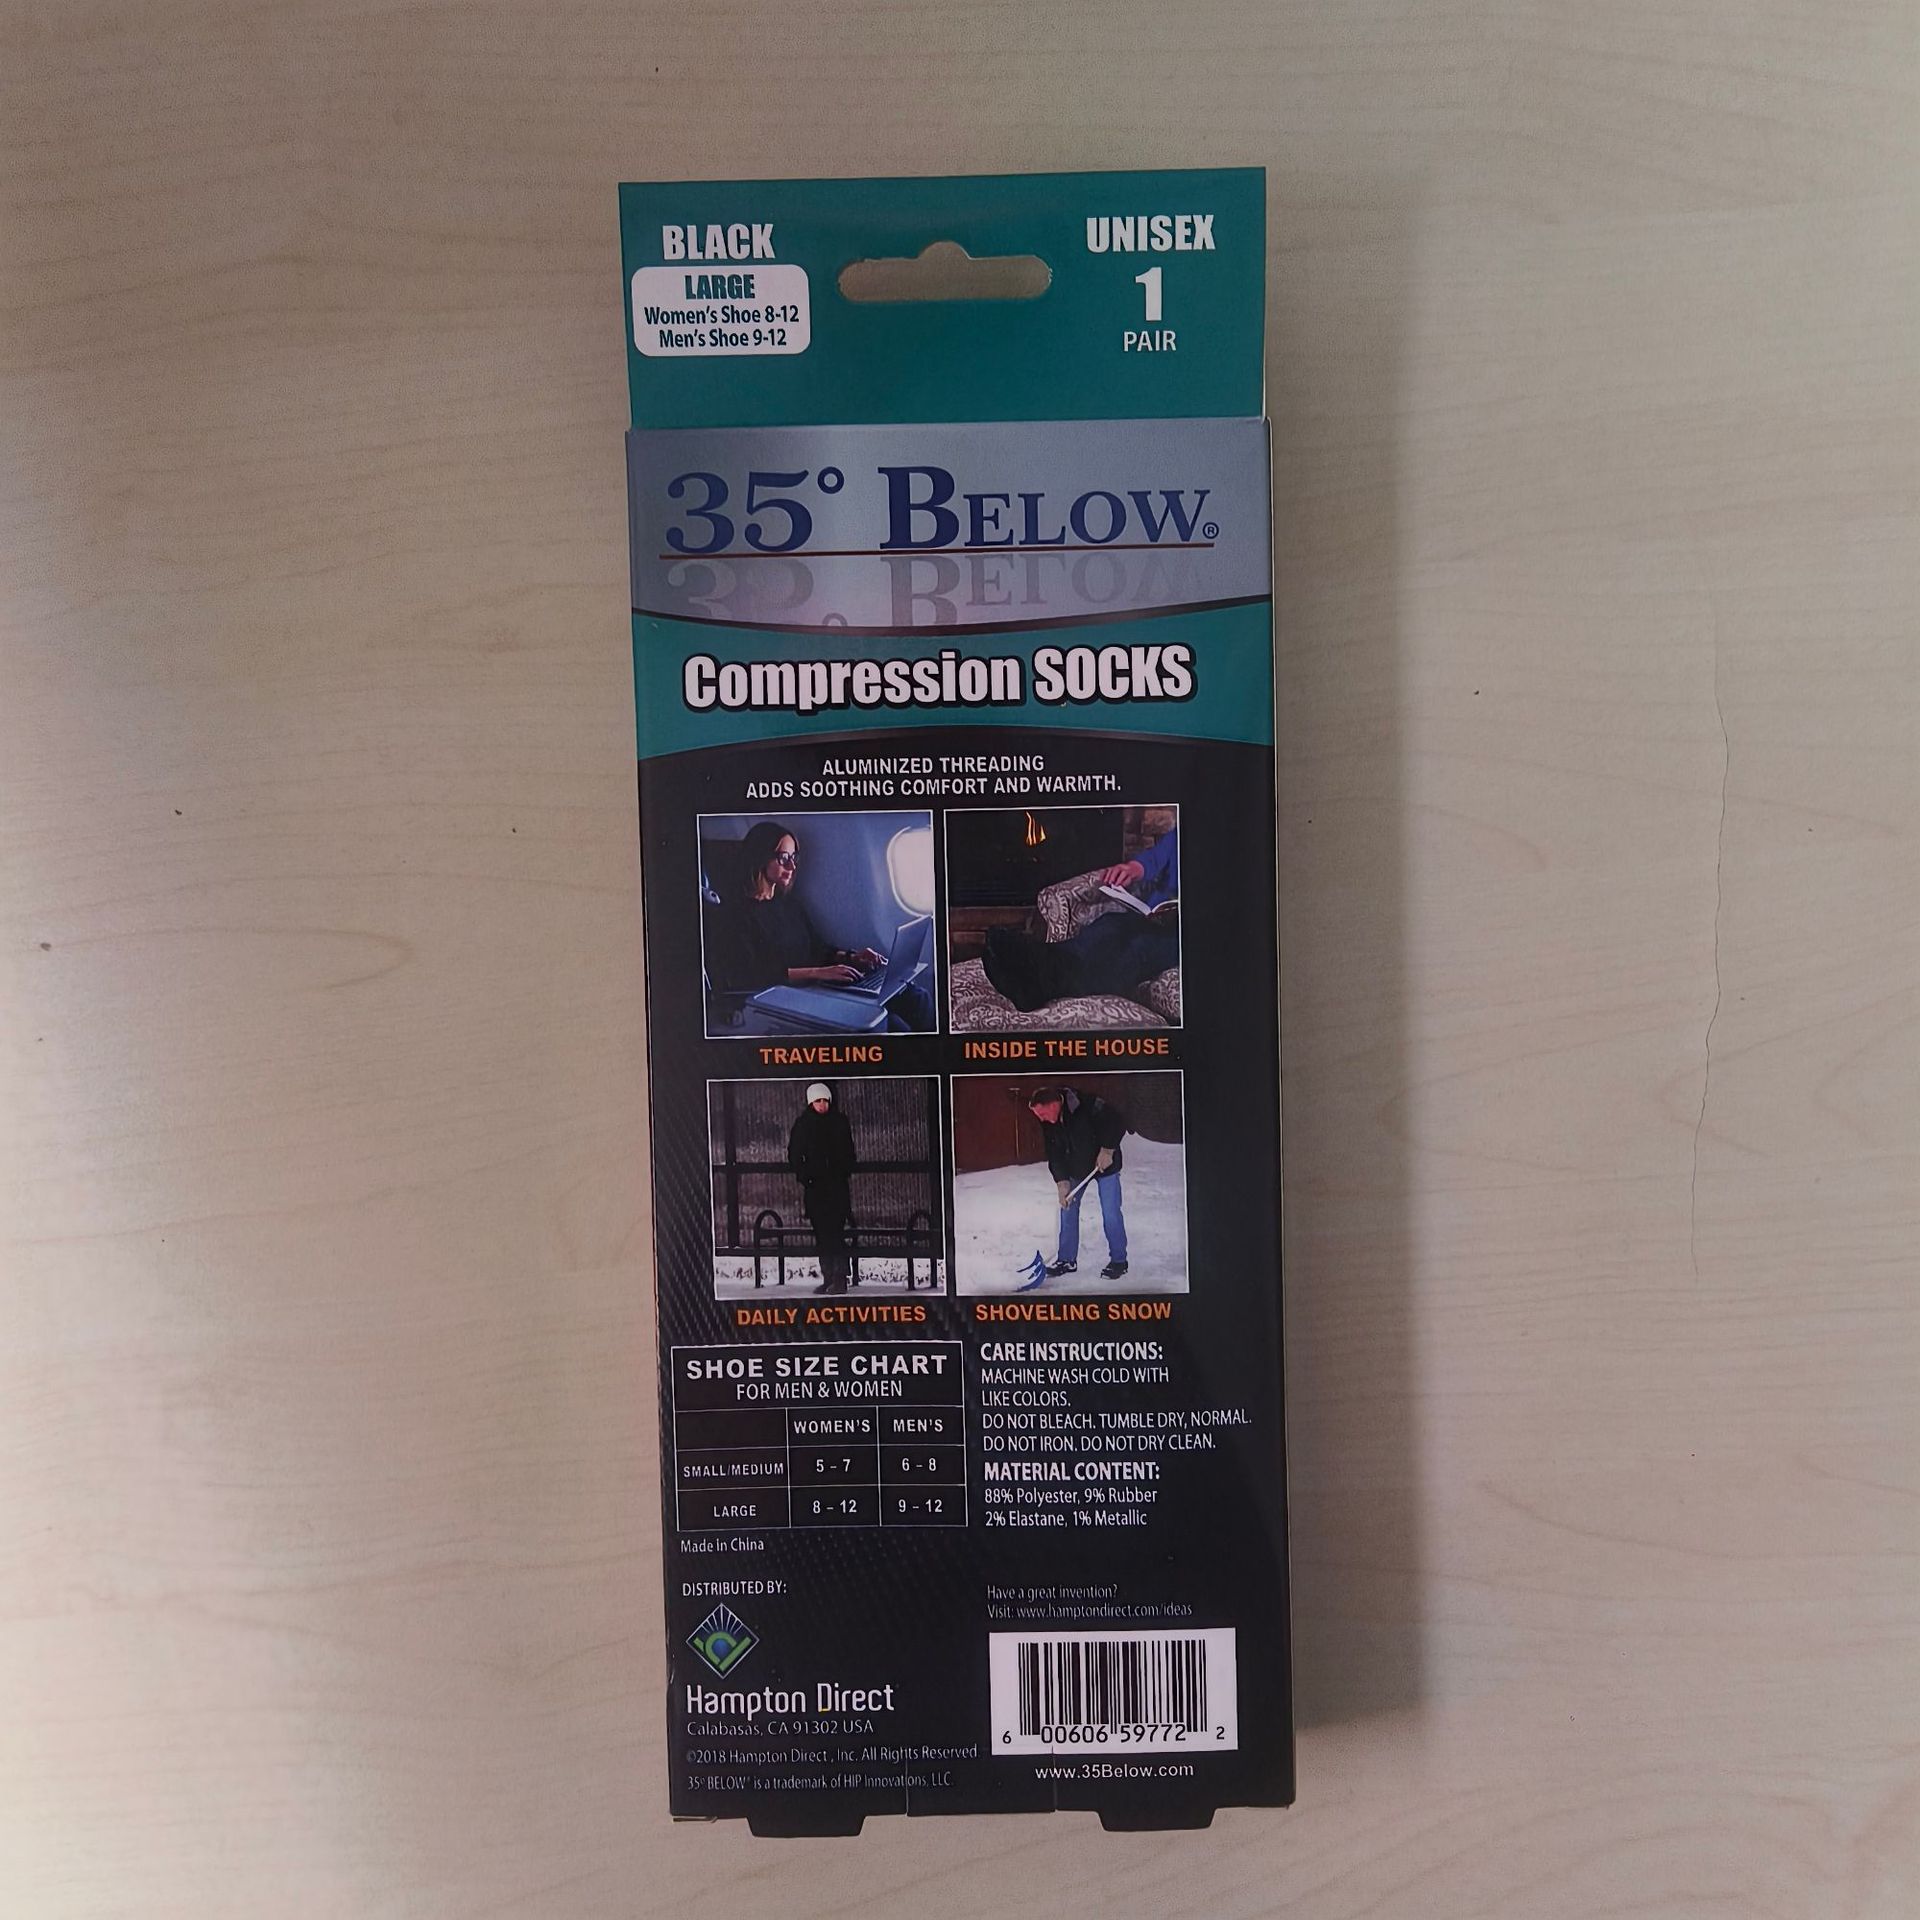 BLACK
LARGE
Women's Shoe 8-12
Men's Shoe 9-12
UNISEX
1
PAIR
35° BELOW®
Compression SOCKS
ALUMINIZED THREADING
ADDS SOOTHING COMFORT AND WARMTH.
TRAVELING
INSIDE THE HOUSE
DAILY ACTIVITIES
SHOVELING SNOW
SHOE SIZE CHART
FOR MEN & WOMEN
WOMEN'S MEN'S
SMALL/MEDIUM 5 - 7 6 - 8
LARGE 8 - 12 9 - 12
Made in China
CARE INSTRUCTIONS:
MACHINE WASH COLD WITH
LIKE COLORS.
DO NOT BLEACH. TUMBLE DRY, NORMAL.
DO NOT IRON. DO NOT DRY CLEAN.
MATERIAL CONTENT:
88% Polyester, 9% Rubber
2% Elastane, 1% Metallic
DISTRIBUTED BY:
Hampton Direct
Calabasas, CA 91302 USA
©2018 Hampton Direct, Inc. All Rights Reserved.
35° BELOW® is a trademark of HIP Innovations, LLC.
Have a great invention?
Visit: www.hamptondirect.com/ideas
6 00606 59772 2
www.35Below.com